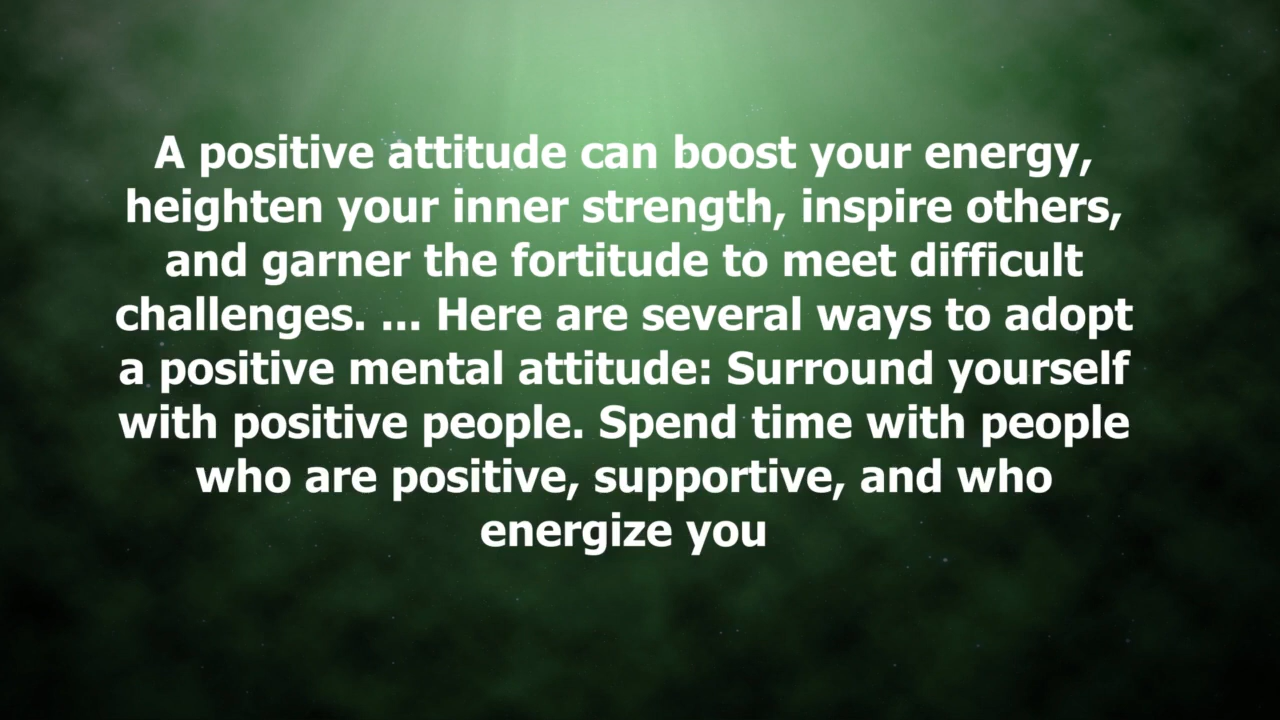 A positive attitude can boost your energy,
heighten your inner strength, inspire others,
and garner the fortitude to meet difficult
challenges. ... Here are several ways to adopt
a positive mental attitude: Surround yourself
with positive people. Spend time with people
who are positive, supportive, and who
energize you